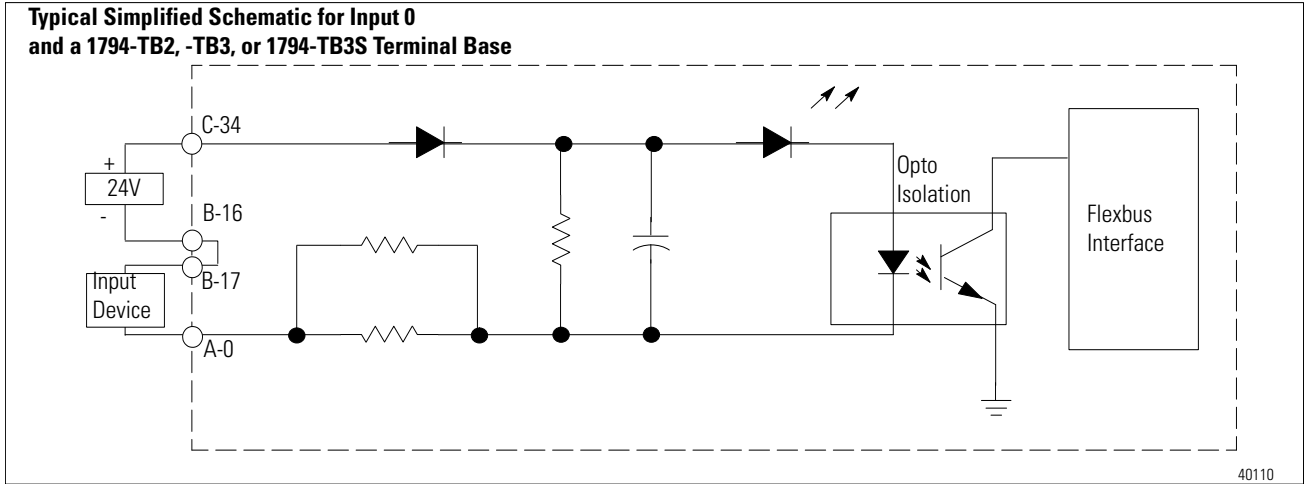 Typical Simplified Schematic for Input 0
and a 1794-TB2, -TB3, or 1794-TB3S Terminal Base
C-34
+
24V
-
B-16
B-17
Input
Device
A-0
Opto
Isolation
Flexbus
Interface
40110